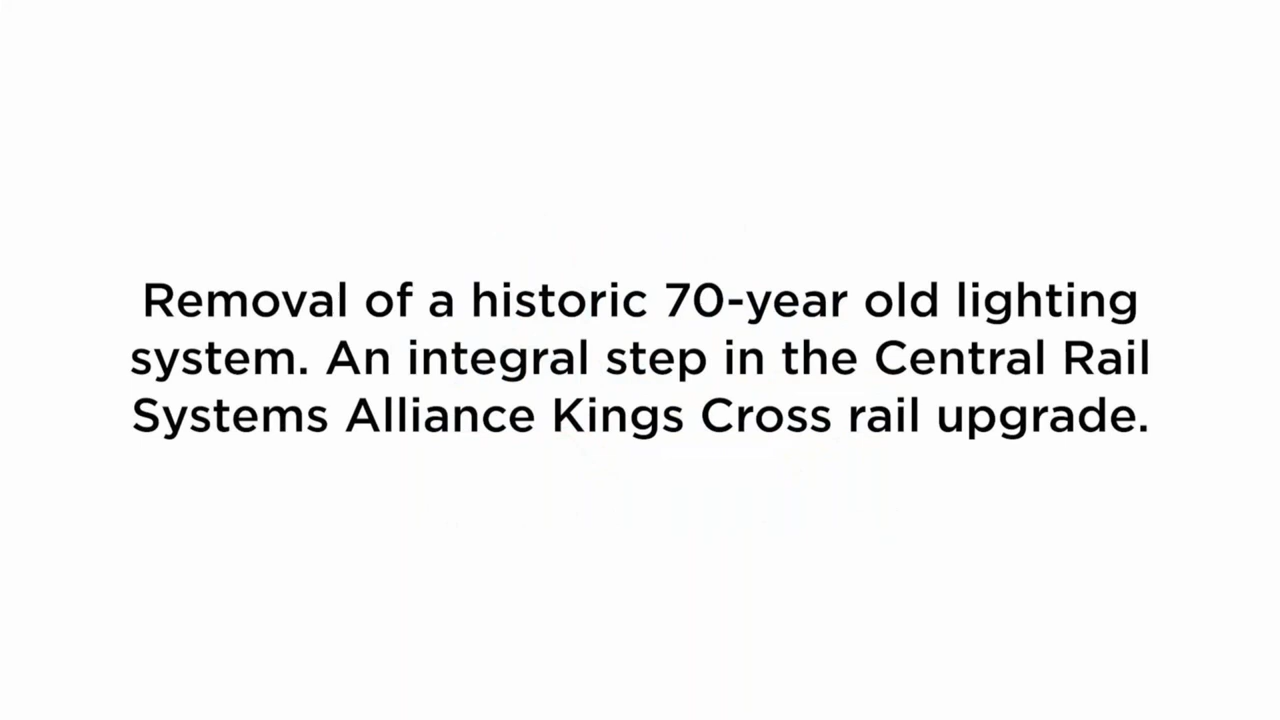 Removal of a historic 70-year old lighting
system. An integral step in the Central Rail
Systems Alliance Kings Cross rail upgrade.